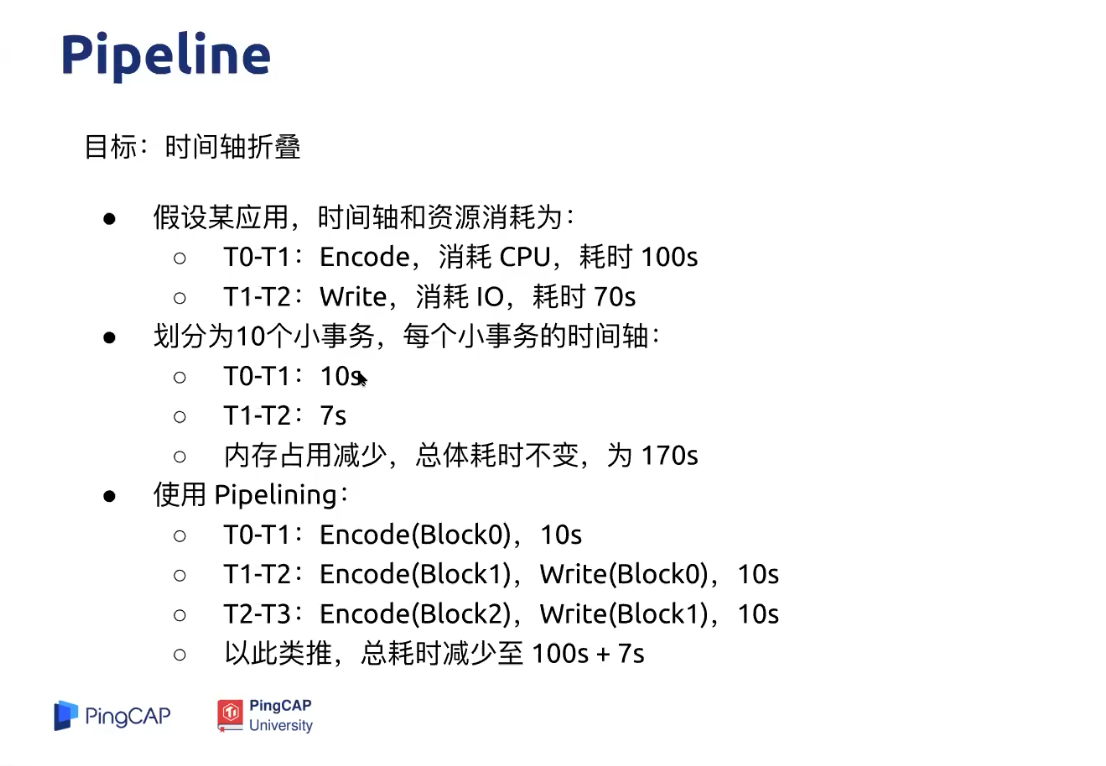 Pipeline
目标：时间轴折叠
● 假设某应用，时间轴和资源消耗为：
○ T0-T1：Encode，消耗 CPU，耗时 100s
○ T1-T2：Write，消耗 IO，耗时 70s
● 划分为10个小事务，每个小事务的时间轴：
○ T0-T1：10s
○ T1-T2：7s
○ 内存占用减少，总体耗时不变，为 170s
● 使用 Pipelining：
○ T0-T1：Encode(Block0)，10s
○ T1-T2：Encode(Block1)，Write(Block0)，10s
○ T2-T3：Encode(Block2)，Write(Block1)，10s
○ 以此类推，总耗时减少至 100s + 7s
PingCAP
PingCAP
University